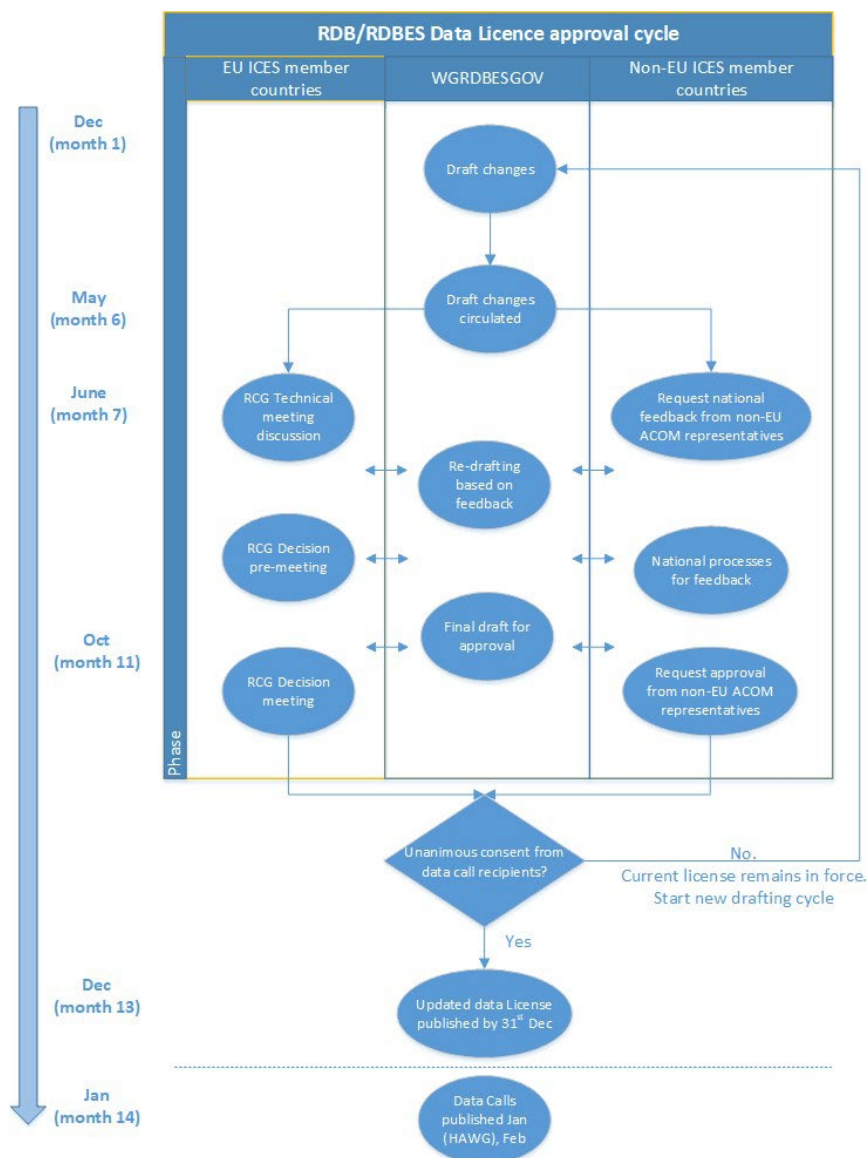 RDB/RDBES Data Licence approval cycle
EU ICES member
countries
WGRDBESGOV
Non-EU ICES member
countries
Dec
(month 1)
Draft changes
May
(month 6)
Draft changes
circulated
June
(month 7)
RCG Technical
meeting
discussion
Request national
feedback from non-EU
ACOM representatives
Re-drafting
based on
feedback
RCG Decision
pre-meeting
National processes
for feedback
Oct
(month 11)
Final draft for
approval
RCG Decision
meeting
Request approval
from non-EU ACOM
representatives
Phase
Unanimous consent from
data call recipients?
No.
Current license remains in force.
Start new drafting cycle
Yes
Dec
(month 13)
Updated data License
published by 31st Dec
Jan
(month 14)
Data Calls
published Jan
(HAWG), Feb